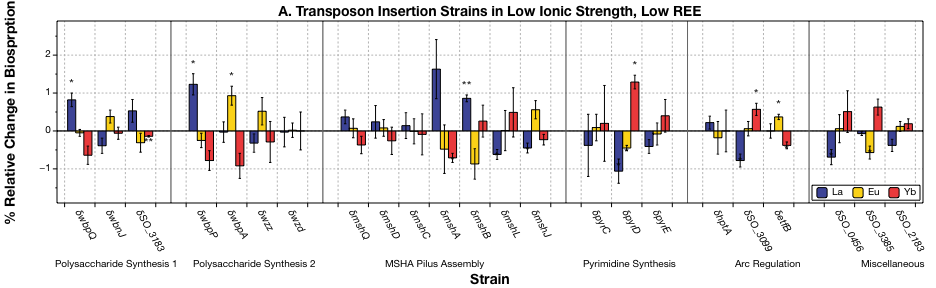 A. Transposon Insertion Strains in Low Ionic Strength, Low REE
% Relative Change in Biosprption
2
1
0
−1
* * * ** ** * * *
La Eu Yb
δwbpQ δwbnJ δSO_3183 δwbpP δwbpA δwzz δwzd δmshQ δmshD δmshC δmshA δmshB δmshL δmshJ δpyrC δpyrD δpyrE δhptA δSO_3099 δetfB δSO_0456 δSO_3385 δSO_2183
Polysaccharide Synthesis 1 Polysaccharide Synthesis 2 MSHA Pilus Assembly Pyrimidine Synthesis Arc Regulation Miscellaneous
Strain